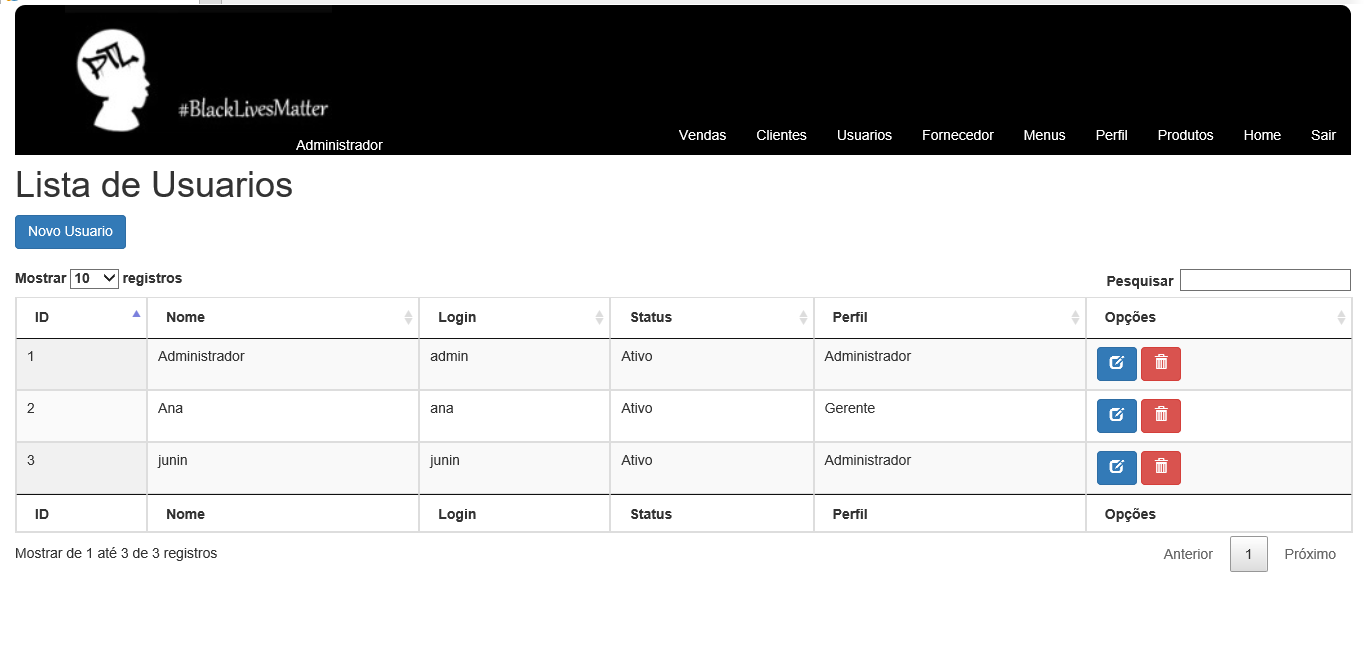 PTL
#BlackLivesMatter
Administrador
Vendas Clientes Usuarios Fornecedor Menus Perfil Produtos Home Sair
Lista de Usuarios
Novo Usuario
Mostrar 10 registros
Pesquisar
ID Nome Login Status Perfil Opções
1 Administrador admin Ativo Administrador
2 Ana ana Ativo Gerente
3 junin junin Ativo Administrador
ID Nome Login Status Perfil Opções
Mostrar de 1 até 3 de 3 registros
Anterior 1 Próximo